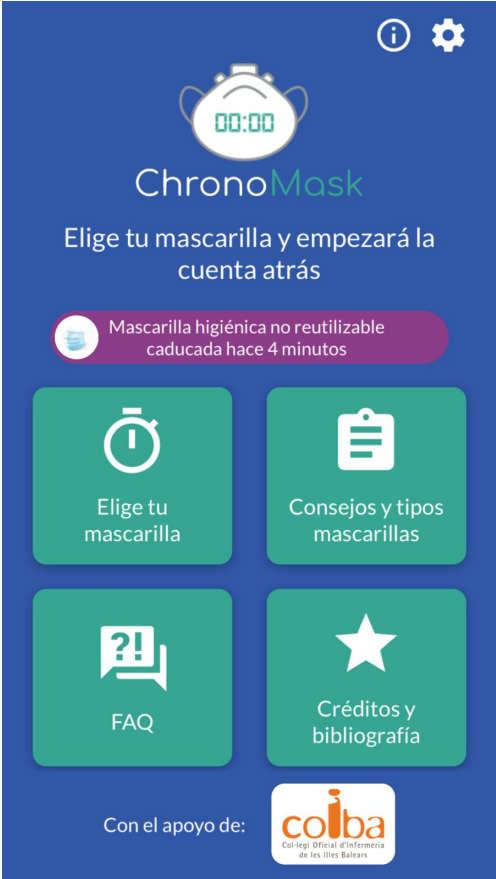 00:00
ChronoMask
Elige tu mascarilla y empezará la
cuenta atrás
Mascarilla higiénica no reutilizable
caducada hace 4 minutos
Elige tu
mascarilla
Consejos y tipos
mascarillas
?!
FAQ
Créditos y
bibliografía
Con el apoyo de:
coiba
Col·legi Oficial d'Infermeria
de les Illes Balears